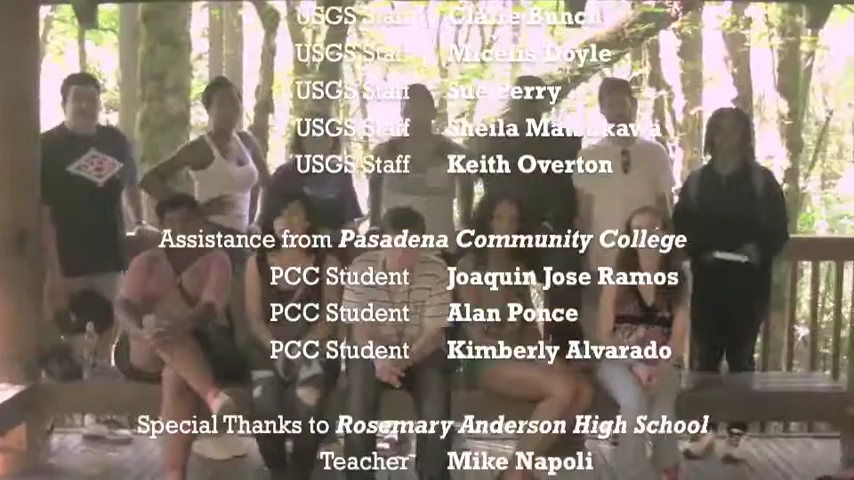 USGS Staff Claire Bunch
USGS Staff Micelis Doyle
USGS Staff Sue Perry
USGS Staff Sheila
USGS Staff Keith Overton
Assistance from Pasadena Community College
PCC Student Joaquin Jose Ramos
PCC Student Alan Ponce
PCC Student Kimberly Alvarado
Special Thanks to Rosemary Anderson High School
Teacher Mike Napoli